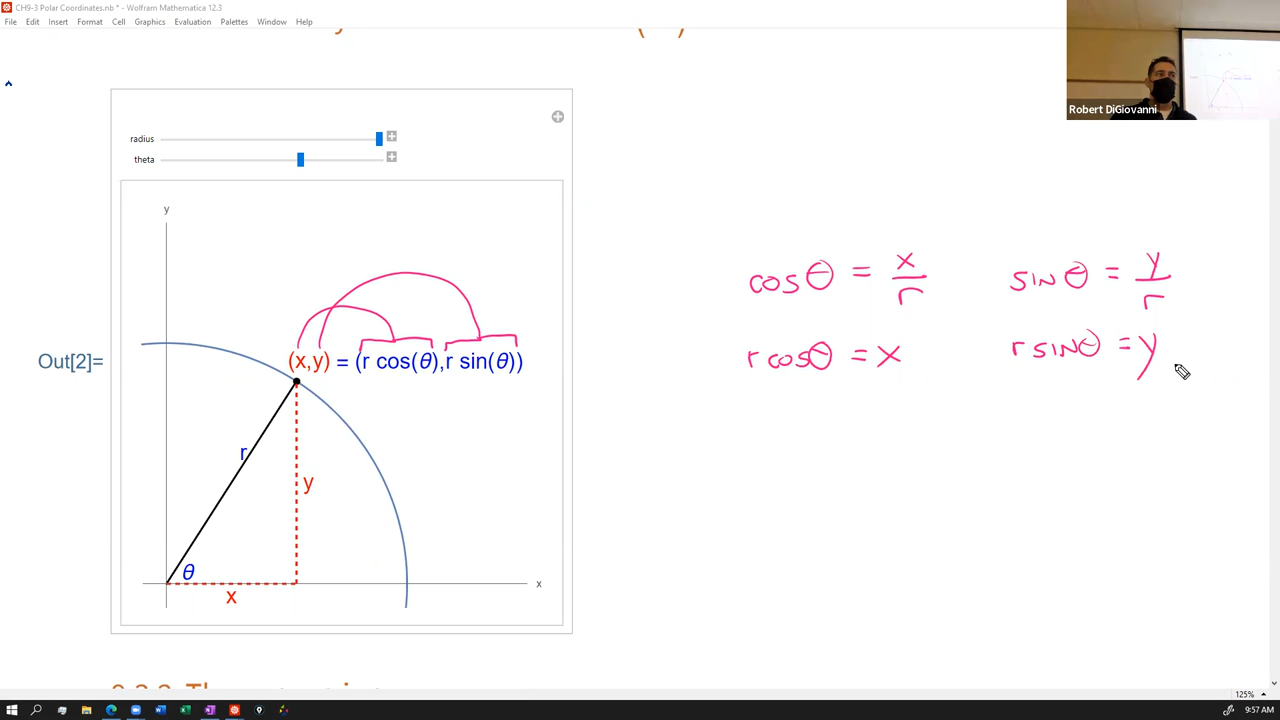 CH9-3 Polar Coordinates.nb * - Wolfram Mathematica 12.3
File Edit Insert Format Cell Graphics Evaluation Palettes Window Help
Robert DiGiovanni
radius
theta
y
cos θ = x/r
sin θ = y/r
(x,y) = (r cos(θ),r sin(θ))
Out[2]=
r cos θ = x
r sin θ = y
r
y
θ
x
x
125%
9:57 AM